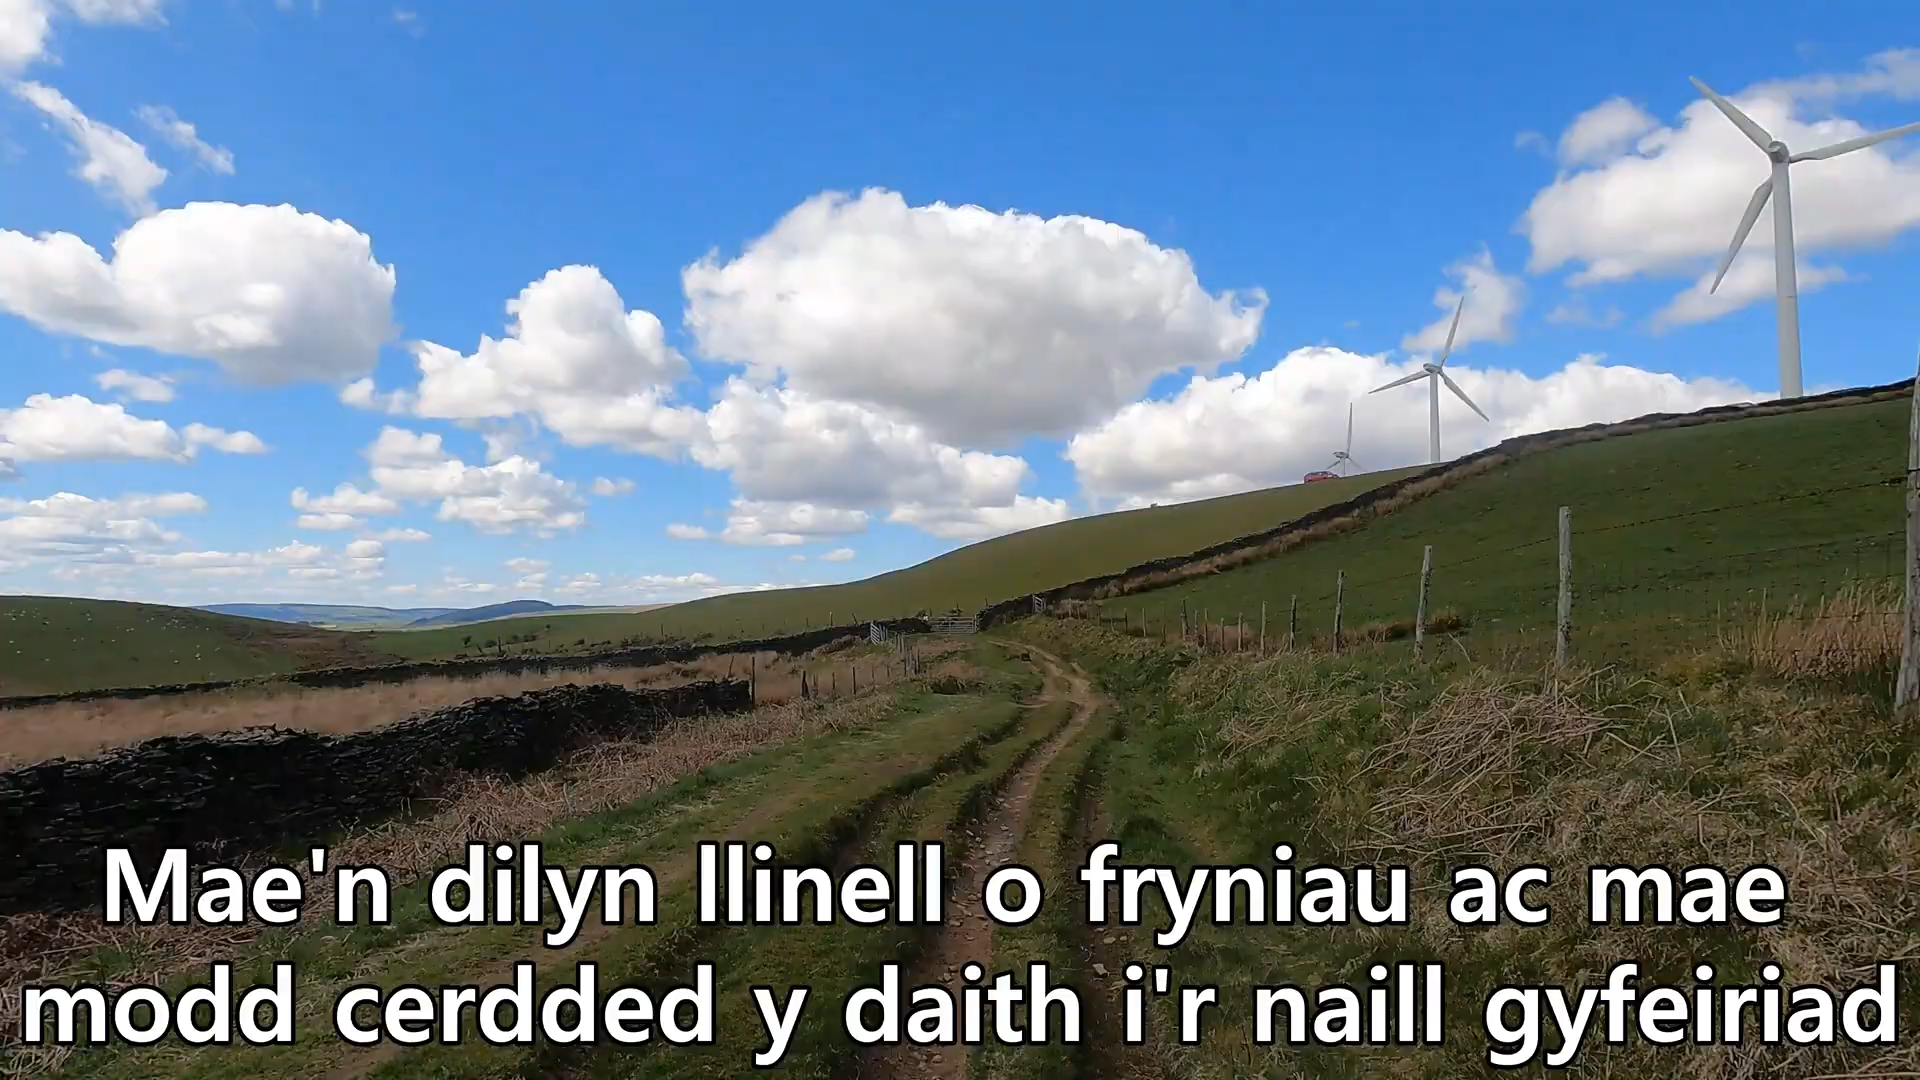 Mae'n dilyn llinell o fryniau ac mae
modd cerdded y daith i'r naill gyfeiriad